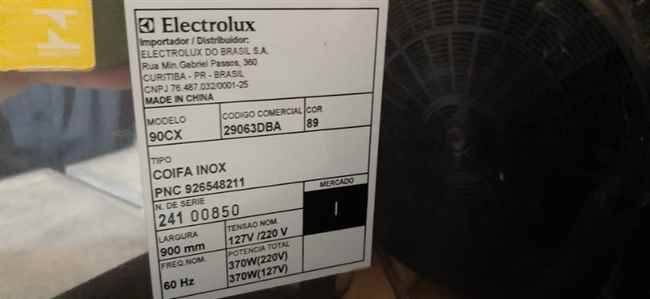 Electrolux
Importador / Distribuidor:
ELECTROLUX DO BRASIL S.A.
Rua Min.Gabriel Passos, 360
CURITIBA - PR - BRASIL
CNPJ 76.487.032/0001-25
MADE IN CHINA
MODELO CODIGO COMERCIAL COR
90CX 29063DBA 89
TIPO
COIFA INOX
PNC 926548211
N. DE SERIE MERCADO
241 00850 I
LARGURA TENSAO NOM.
900 mm 127V /220 V
FREQ.NOM. POTENCIA TOTAL
60 Hz 370W(220V)
370W(127V)